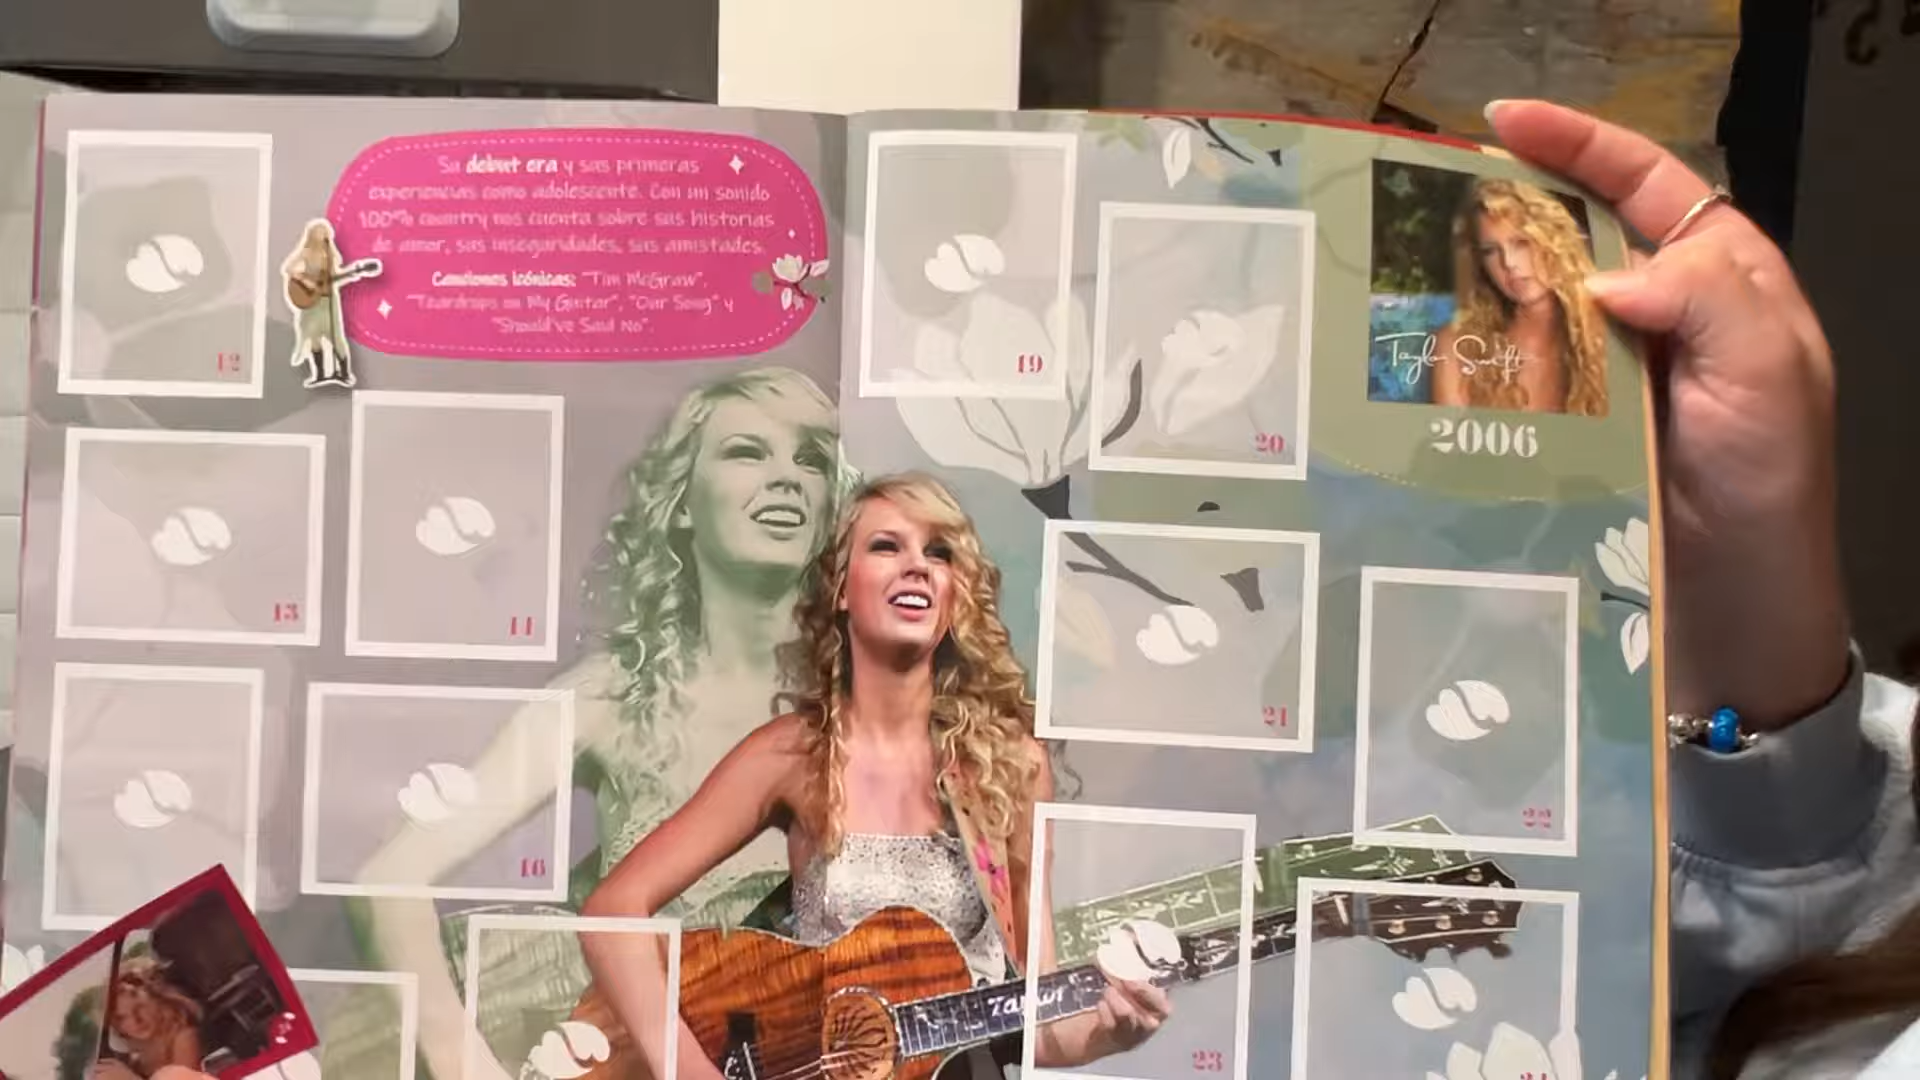 Su debut era y sus primeras
experiencias como adolescente. Con un sonido
100% country nos cuenta sobre sus historias
de amor, sus inseguridades, sus amistades.
Canciones icónicas: "Tim McGraw",
"Teardrops on My Guitar", "Our Song" y
"Should've Said No".
12
13
14
16
19
20
Taylor Swift
2006
21
22
23
24
Taylor